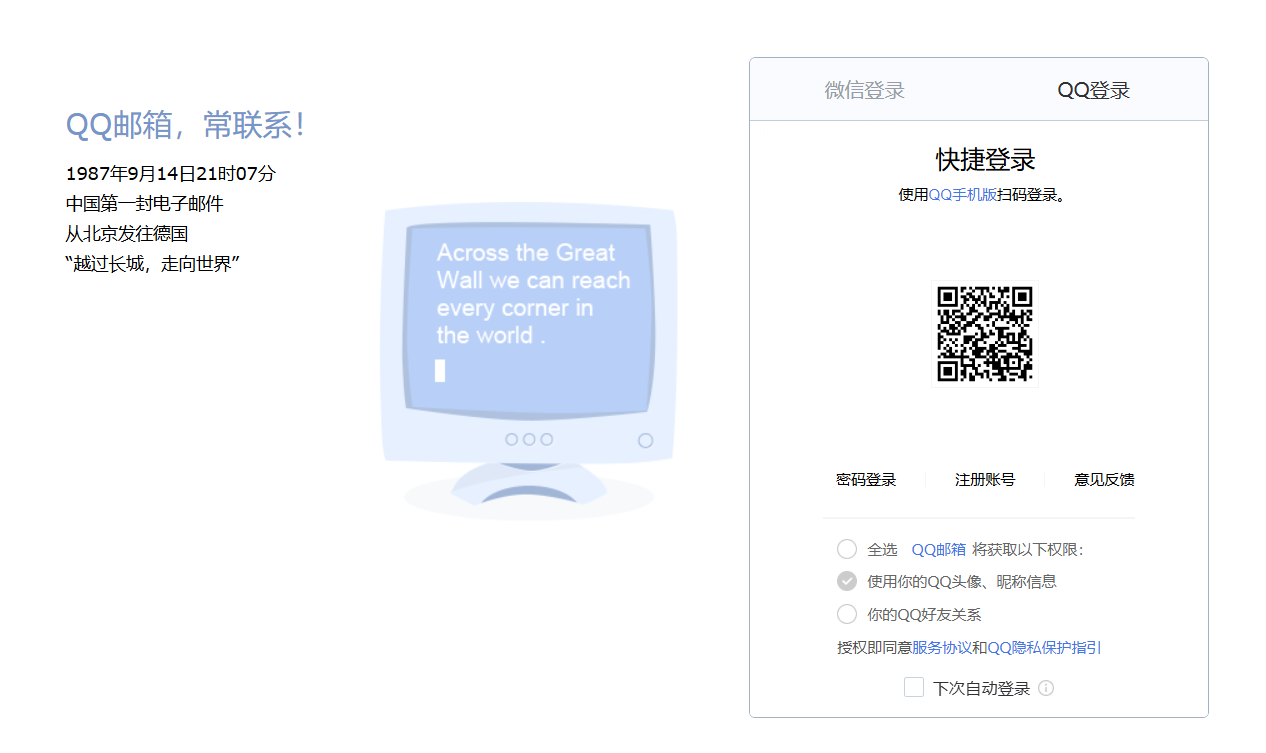 QQ邮箱，常联系！
1987年9月14日21时07分
中国第一封电子邮件
从北京发往德国
“越过长城，走向世界”
Across the Great
Wall we can reach
every corner in
the world .
微信登录 QQ登录
快捷登录
使用QQ手机版扫码登录。
密码登录 注册账号 意见反馈
全选 QQ邮箱 将获取以下权限：
使用你的QQ头像、昵称信息
你的QQ好友关系
授权即同意服务协议和QQ隐私保护指引
下次自动登录